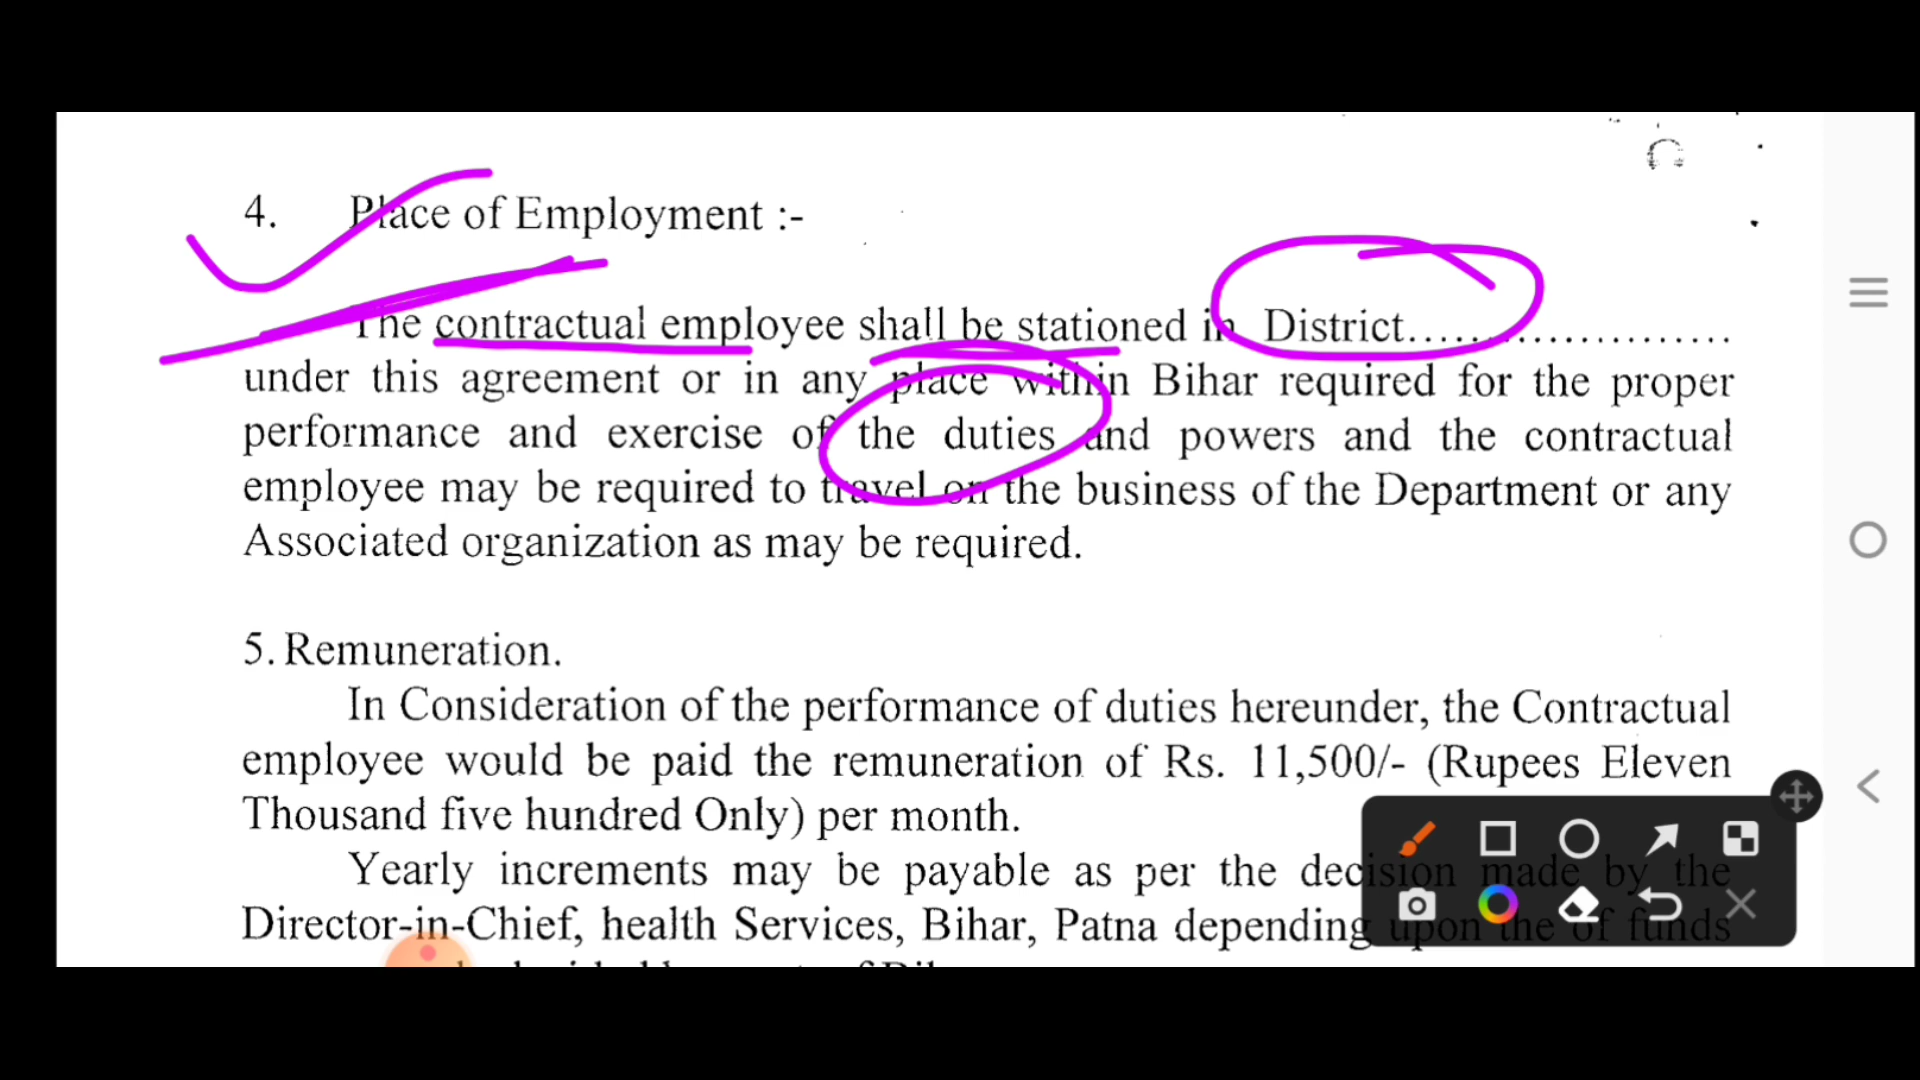 4. Place of Employment :-
The contractual employee shall be stationed in District.......................
under this agreement or in any place within Bihar required for the proper
performance and exercise of the duties and powers and the contractual
employee may be required to travel on the business of the Department or any
Associated organization as may be required.
5. Remuneration.
In Consideration of the performance of duties hereunder, the Contractual
employee would be paid the remuneration of Rs. 11,500/- (Rupees Eleven
Thousand five hundred Only) per month.
Yearly increments may be payable as per the decision made by the
Director-in-Chief, health Services, Bihar, Patna depending upon the of funds